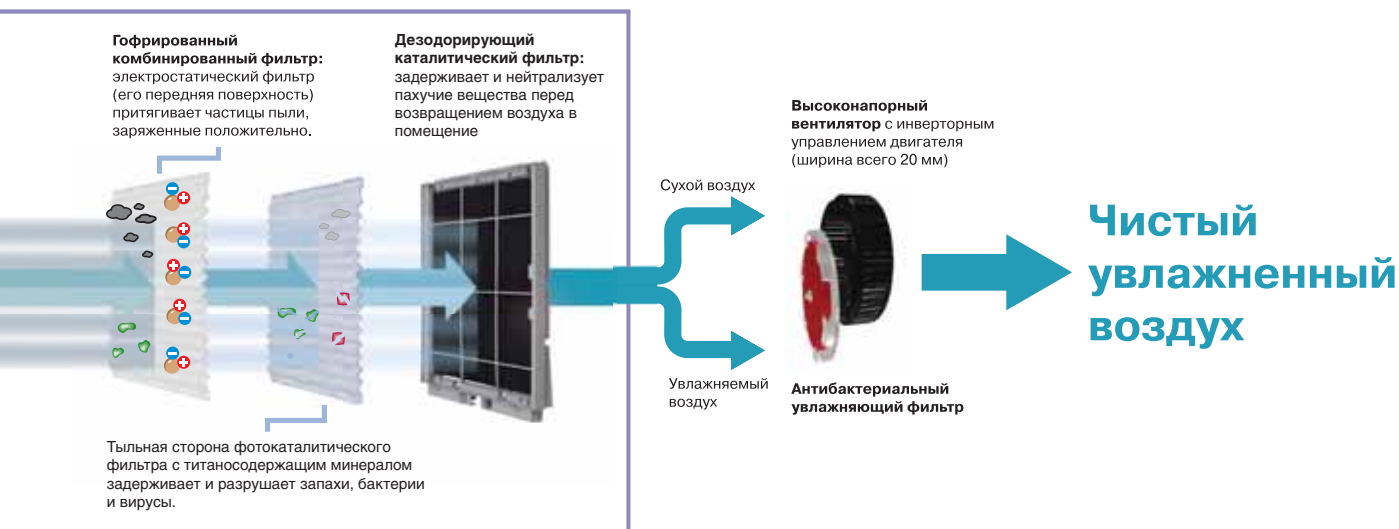 Гофрированный
комбинированный фильтр:
электростатический фильтр
(его передняя поверхность)
притягивает частицы пыли,
заряженные положительно.
Дезодорирующий
каталитический фильтр:
задерживает и нейтрализует
пахучие вещества перед
возвращением воздуха в
помещение
Высоконапорный
вентилятор с инверторным
управлением двигателя
(ширина всего 20 мм)
Сухой воздух
Чистый
увлажненный
воздух
Увлажняемый
воздух
Антибактериальный
увлажняющий фильтр
Тыльная сторона фотокаталитического
фильтра с титаносодержащим минералом
задерживает и разрушает запахи, бактерии
и вирусы.